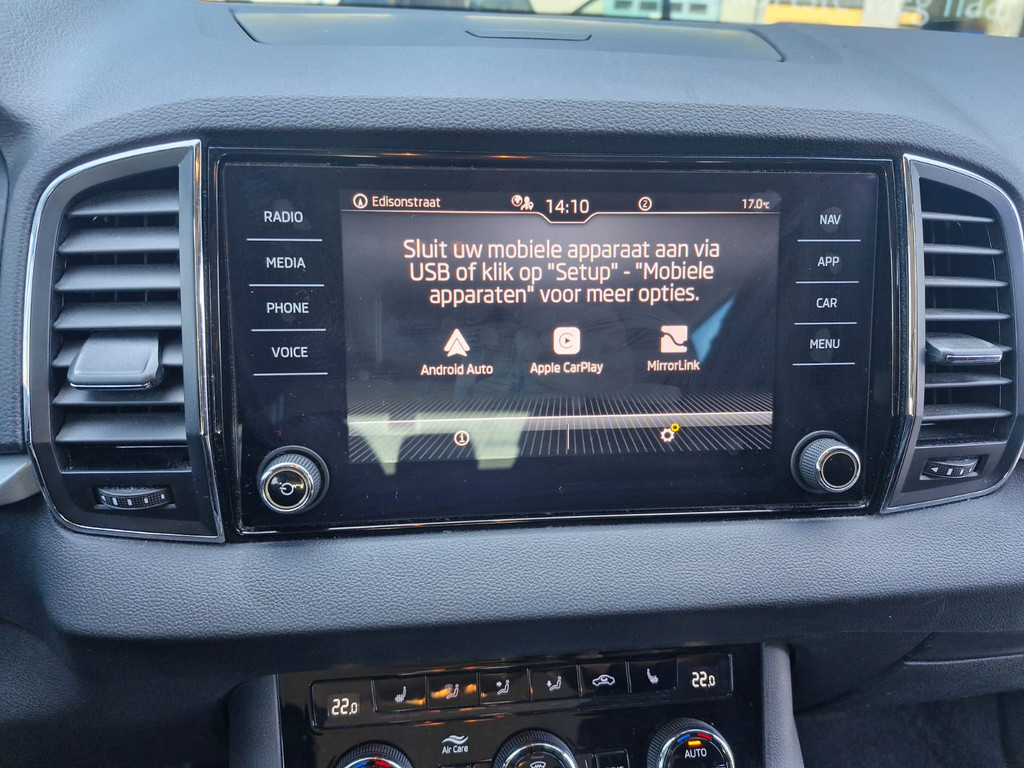 Edisonstraat 14:10 2 17.0°C
RADIO
MEDIA
PHONE
VOICE
Sluit uw mobiele apparaat aan via
USB of klik op "Setup" - "Mobiele
apparaten" voor meer opties.
Android Auto Apple CarPlay MirrorLink
NAV
APP
CAR
MENU
22.0 22.0
Air Care
AUTO